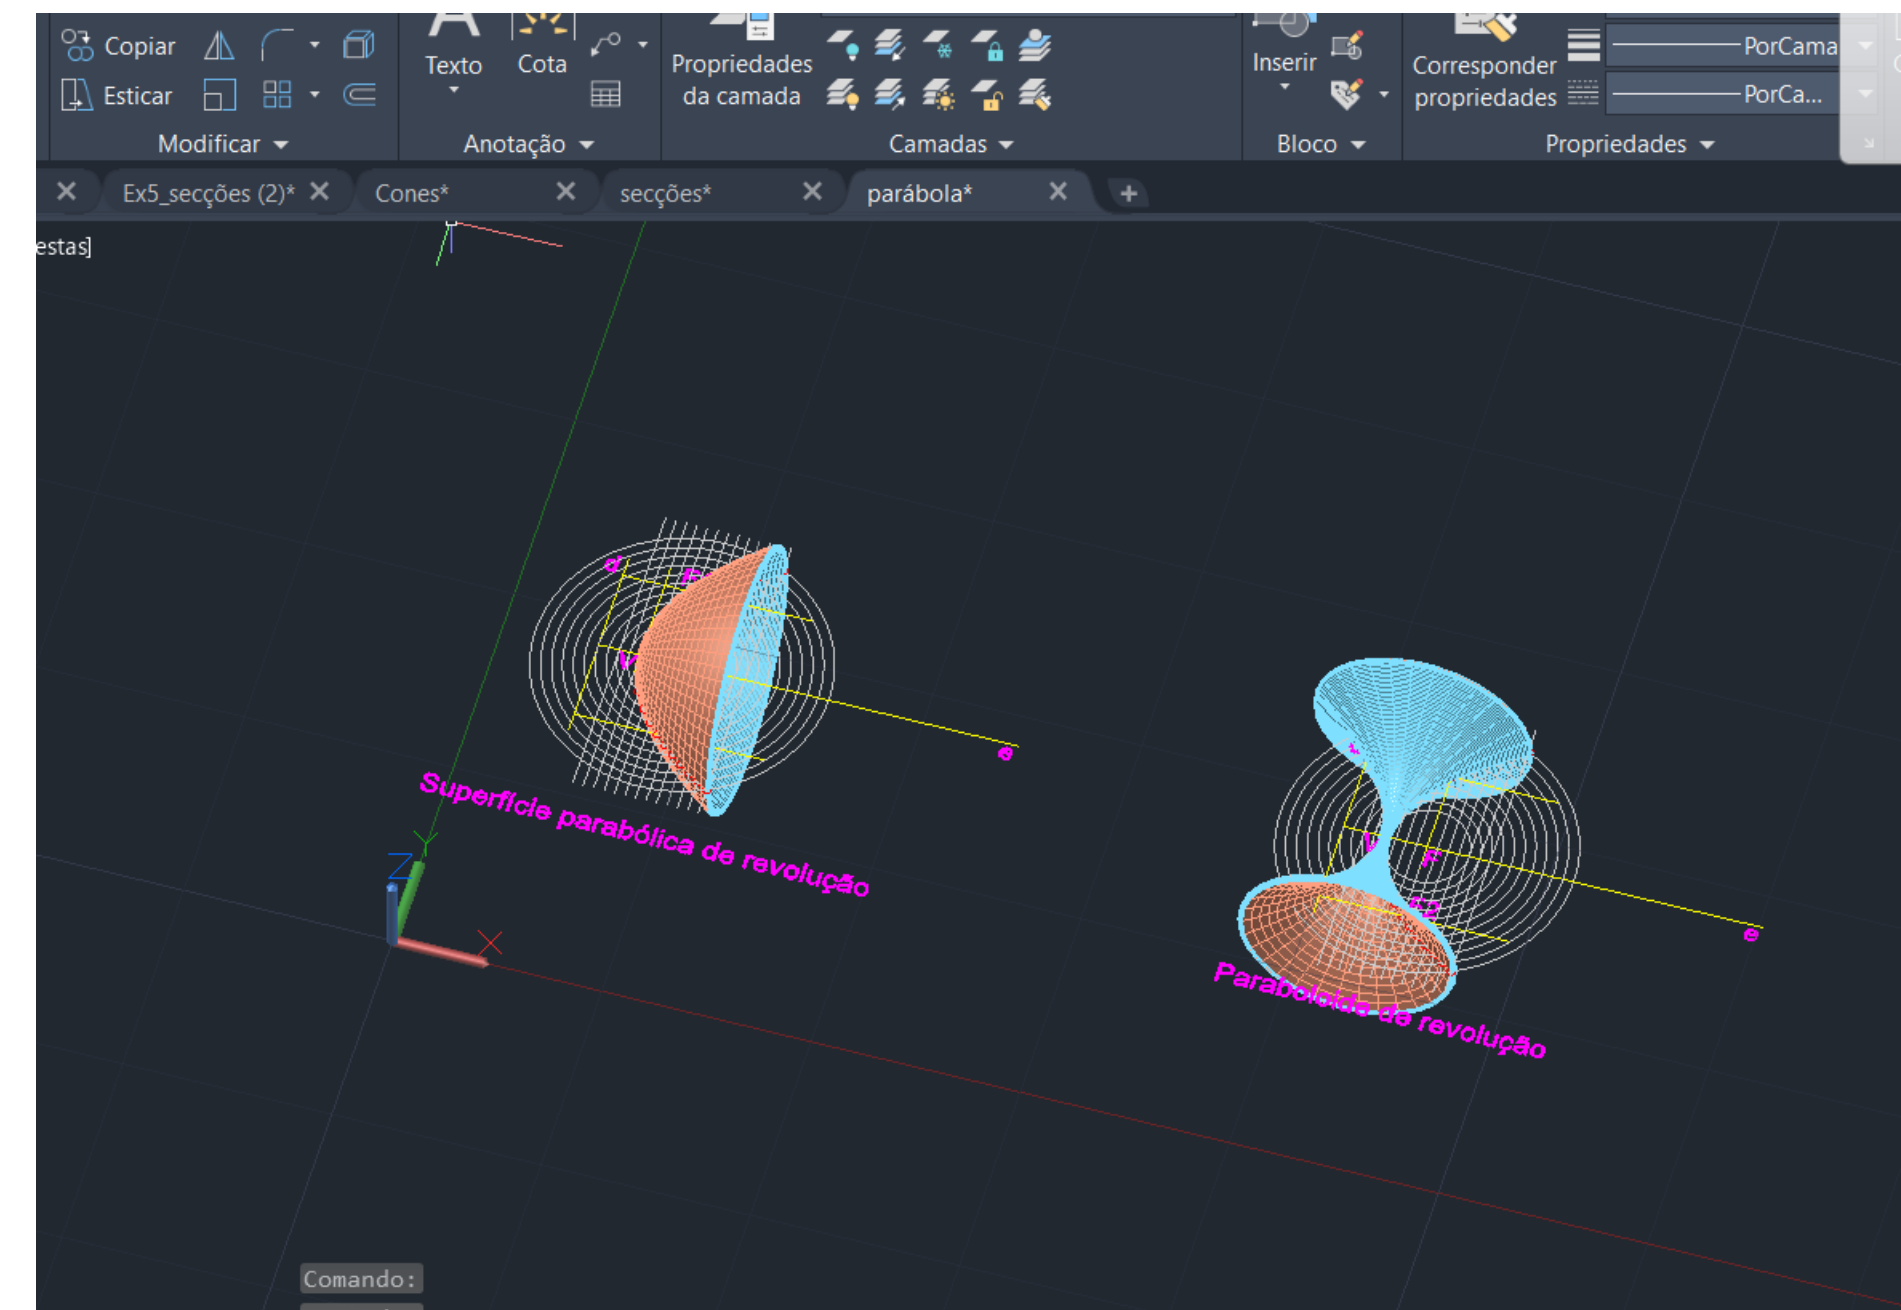 Copiar
Esticar
Modificar
Texto
Cota
Anotação
Propriedades
da camada
Camadas
Inserir
Bloco
Corresponder
propriedades
PorCama
PorCa...
Propriedades
Ex5_secções (2)*
Cones*
secções*
parábola*
estas]
d
V
e
Superfície parabólica de revolução
Z
Y
X
F
e
Paraboloide de revolução
Comando: